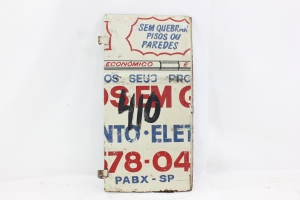 SEM QUEBRAR
PISOS OU
PAREDES
ECONÔMICO E
OS SEUS PRO
OS EM G
410
NTO·ELET
578-04
PABX-SP